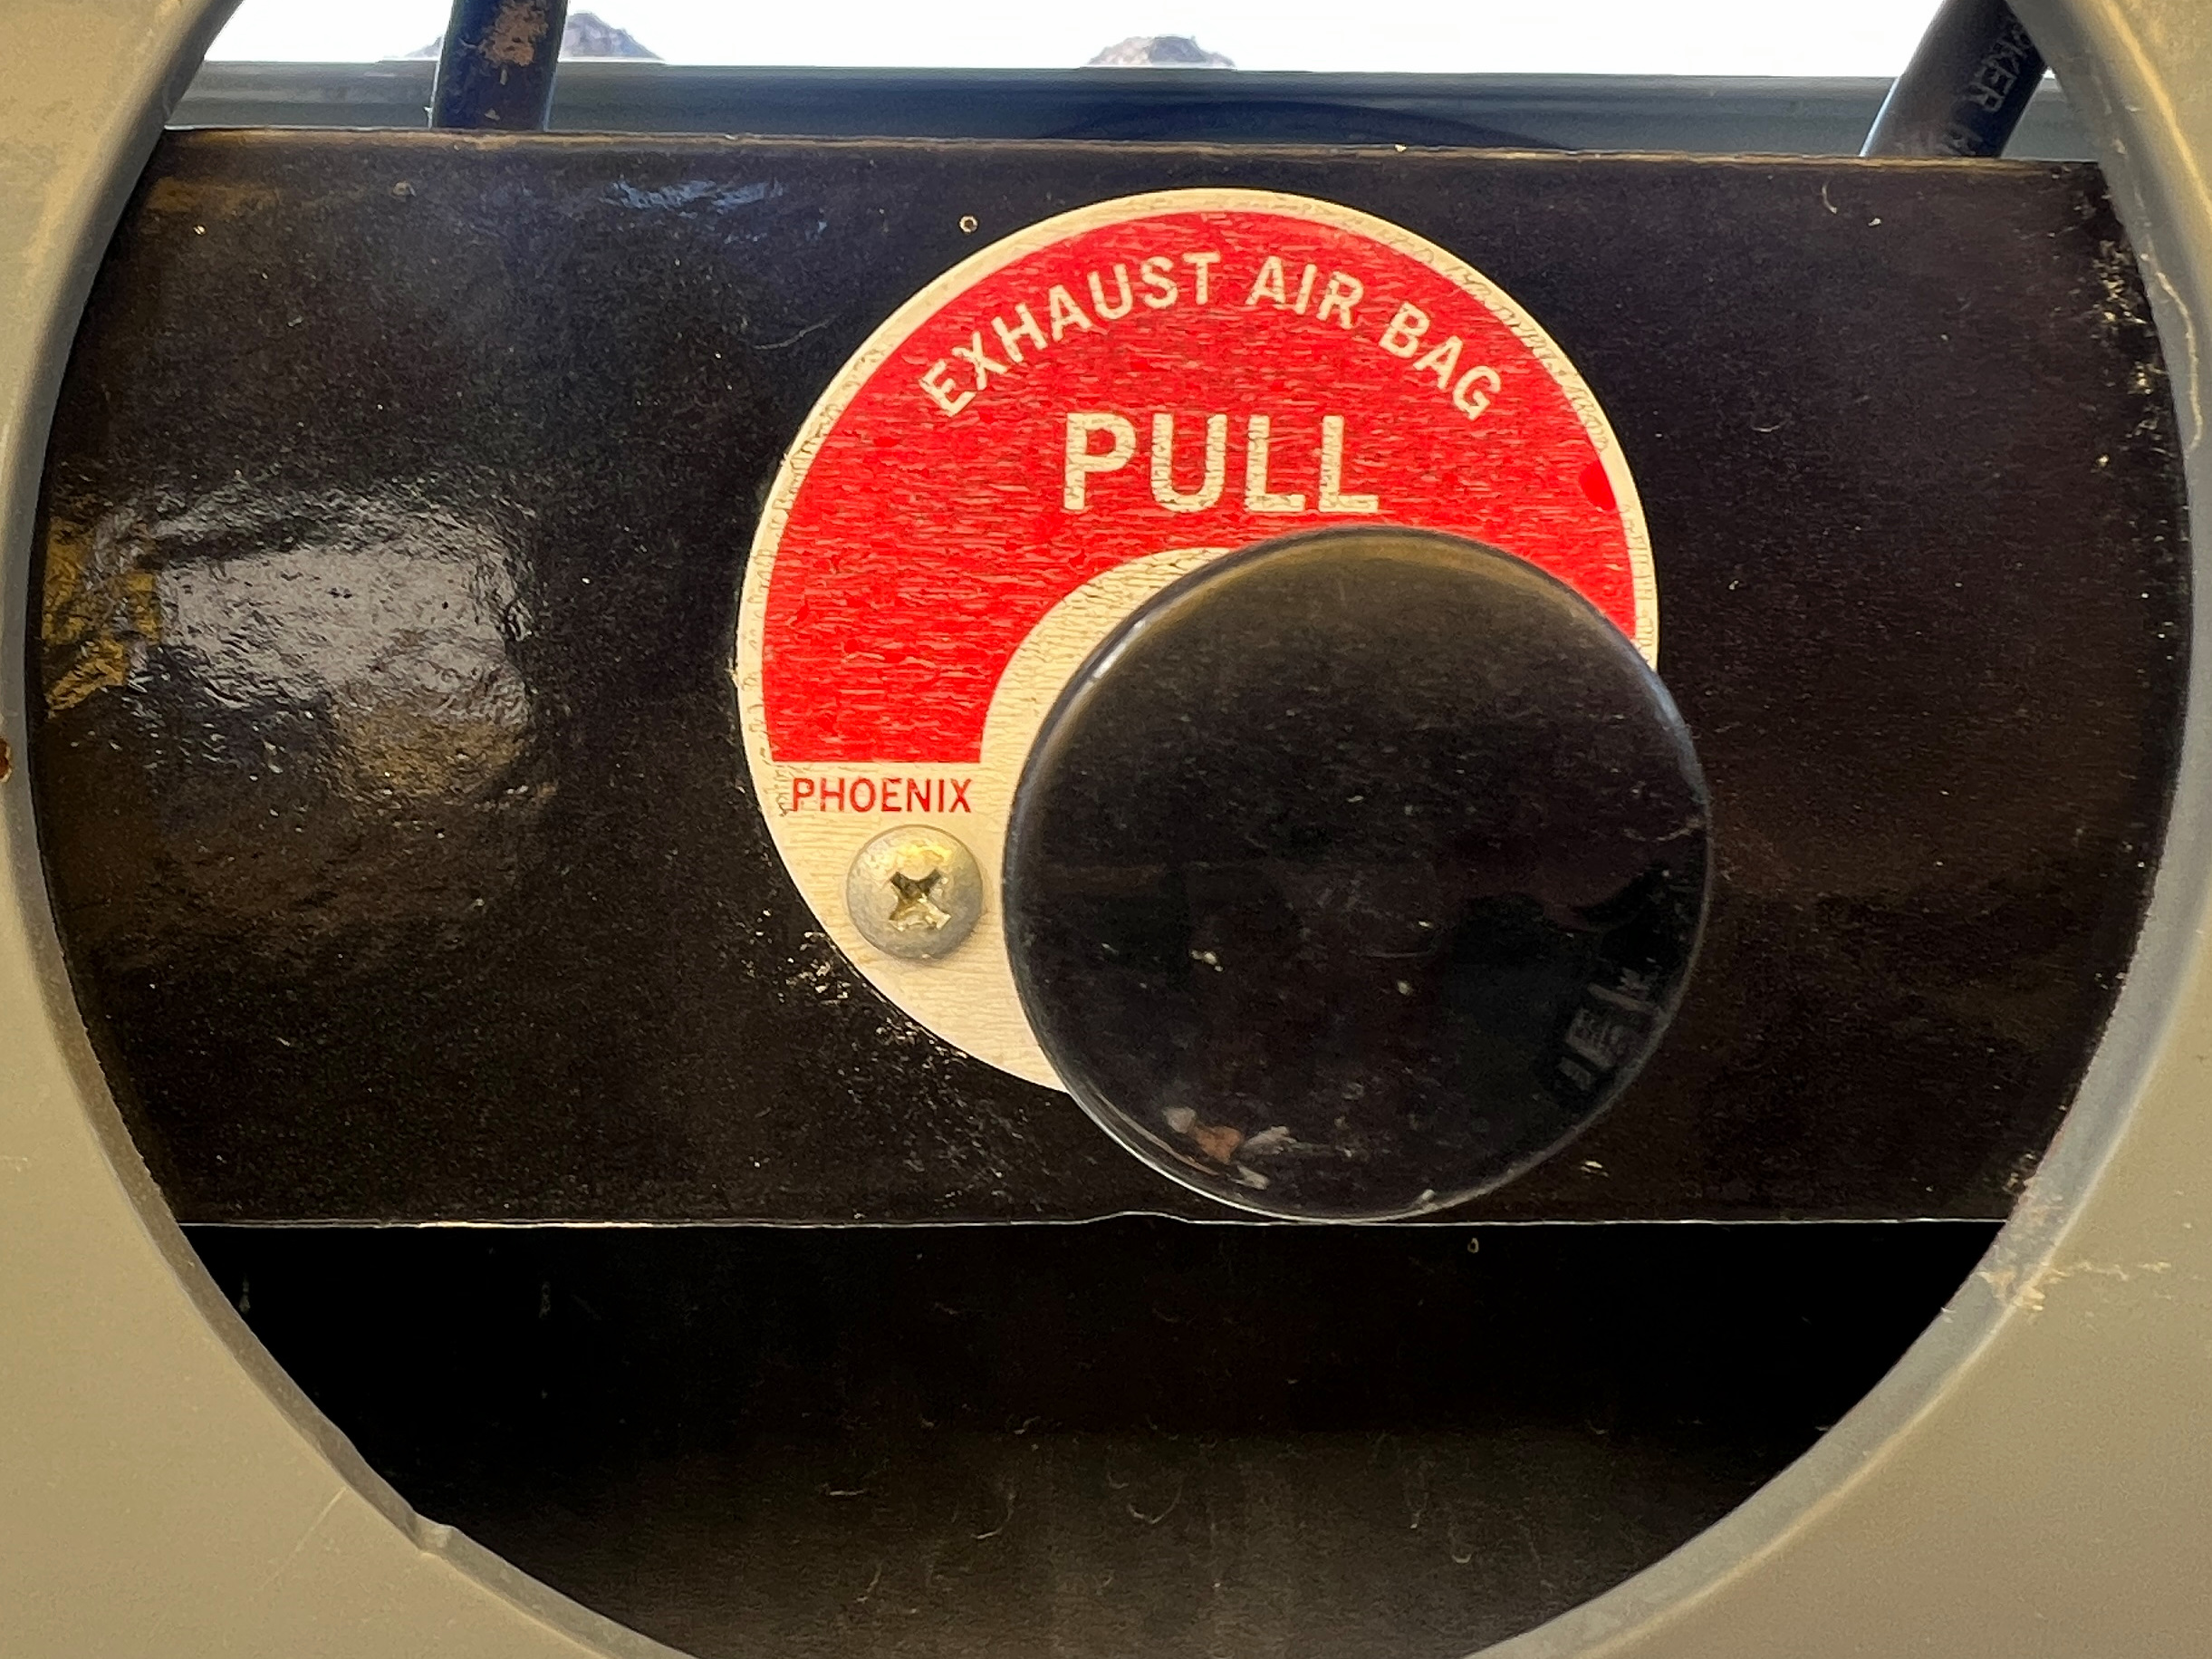 EXHAUST AIR BAG
PULL
PHOENIX